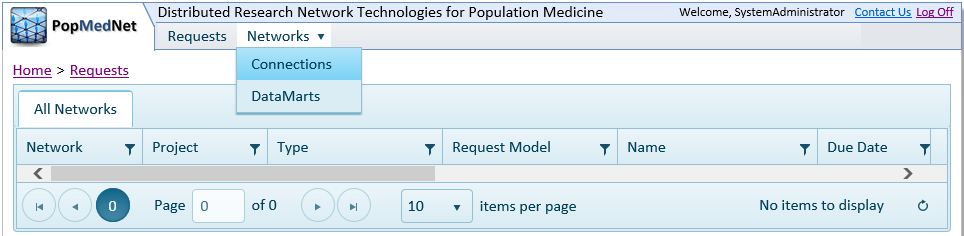 PopMedNet
Distributed Research Network Technologies for Population Medicine
Welcome, SystemAdministrator Contact Us Log Off
Requests Networks
Connections
DataMarts
Home > Requests
All Networks
Network Project Type Request Model Name Due Date
0 Page 0 of 0 10 items per page No items to display